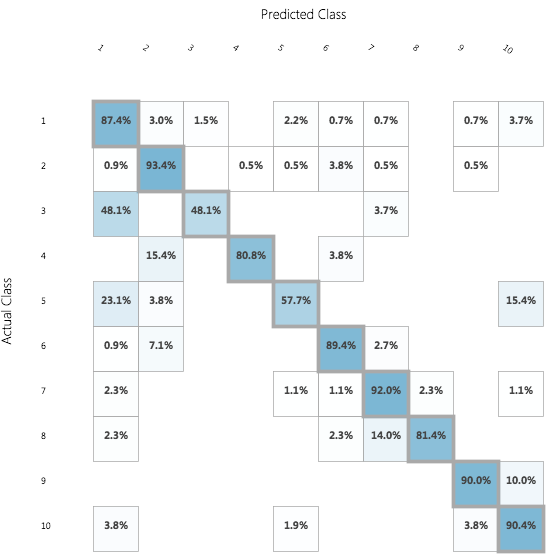 Predicted Class
1 2 3 4 5 6 7 8 9 10
Actual Class
1 87.4% 3.0% 1.5% 2.2% 0.7% 0.7% 0.7% 3.7%
2 0.9% 93.4% 0.5% 0.5% 3.8% 0.5% 0.5%
3 48.1% 48.1% 3.7%
4 15.4% 80.8% 3.8%
5 23.1% 3.8% 57.7% 15.4%
6 0.9% 7.1% 89.4% 2.7%
7 2.3% 1.1% 1.1% 92.0% 2.3% 1.1%
8 2.3% 2.3% 14.0% 81.4%
9 90.0% 10.0%
10 3.8% 1.9% 3.8% 90.4%